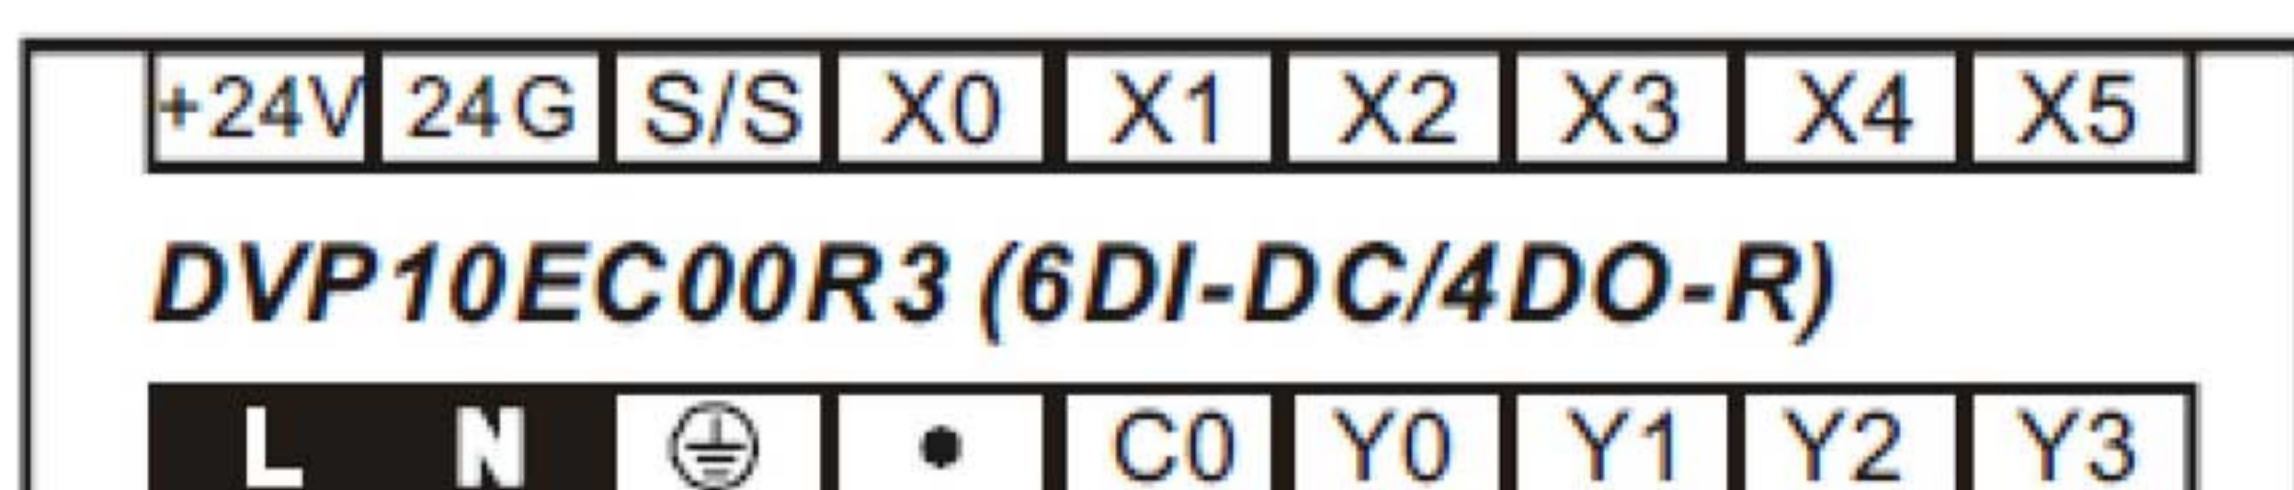 +24V 24G S/S X0 X1 X2 X3 X4 X5
DVP10EC00R3 (6DI-DC/4DO-R)
L N ⏚ • C0 Y0 Y1 Y2 Y3